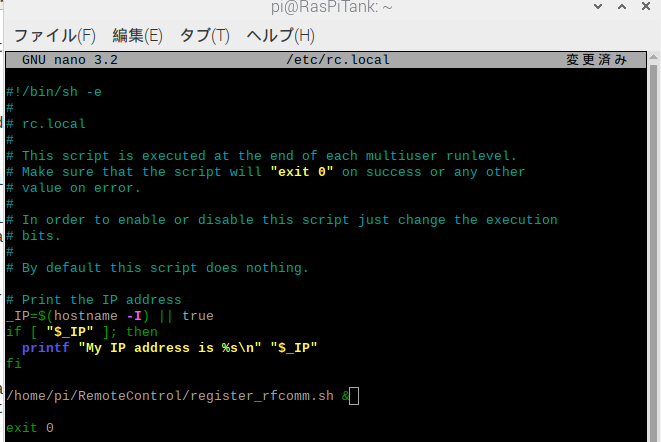 pi@RasPiTank: ~
ファイル(F) 編集(E) タブ(T) ヘルプ(H)
GNU nano 3.2 /etc/rc.local 変更済み
#!/bin/sh -e
#
# rc.local
#
# This script is executed at the end of each multiuser runlevel.
# Make sure that the script will "exit 0" on success or any other
# value on error.
#
# In order to enable or disable this script just change the execution
# bits.
#
# By default this script does nothing.
# Print the IP address
_IP=$(hostname -I) || true
if [ "$_IP" ]; then
  printf "My IP address is %s\n" "$_IP"
fi
/home/pi/RemoteControl/register_rfcomm.sh &
exit 0